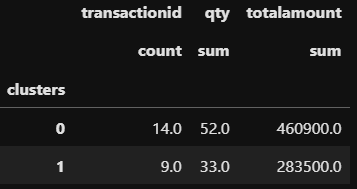 transactionid qty totalamount
count sum sum
clusters
0 14.0 52.0 460900.0
1 9.0 33.0 283500.0